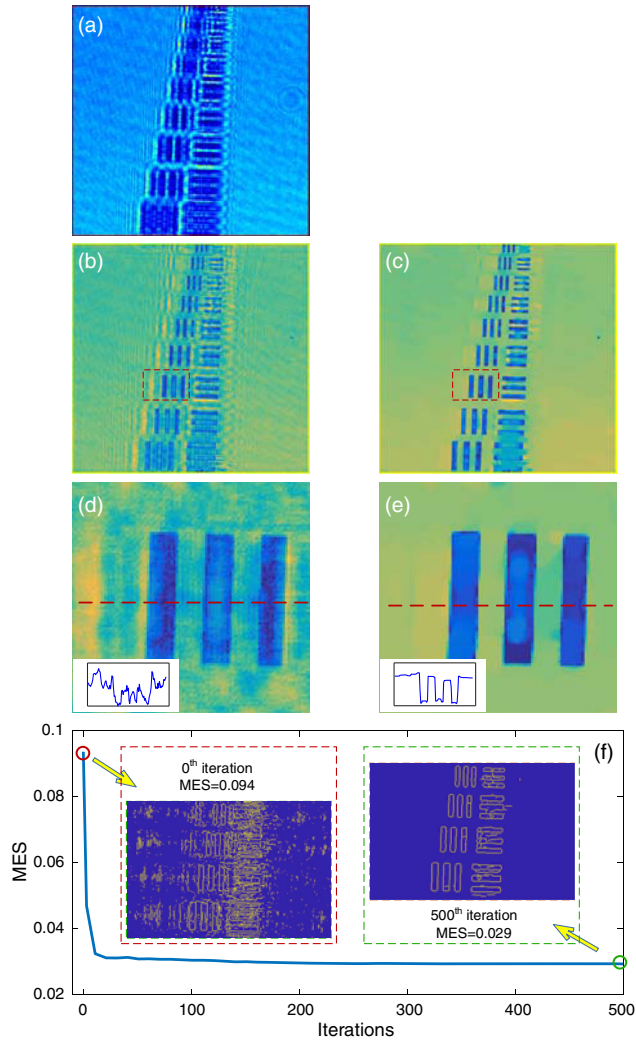 (a)
(b)
(c)
(d)
(e)
0.1
(f)
0th iteration
MES=0.094
0.08
MES
0.06
0.04
500th iteration
MES=0.029
0.02
0
100
200
300
400
500
Iterations